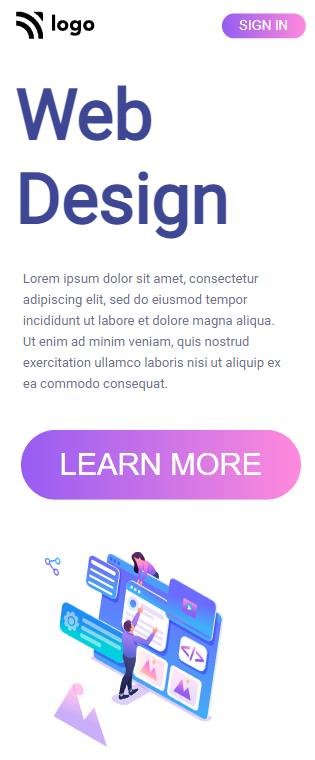 logo
SIGN IN
Web
Design
Lorem ipsum dolor sit amet, consectetur
adipiscing elit, sed do eiusmod tempor
incididunt ut labore et dolore magna aliqua.
Ut enim ad minim veniam, quis nostrud
exercitation ullamco laboris nisi ut aliquip ex
ea commodo consequat.
LEARN MORE